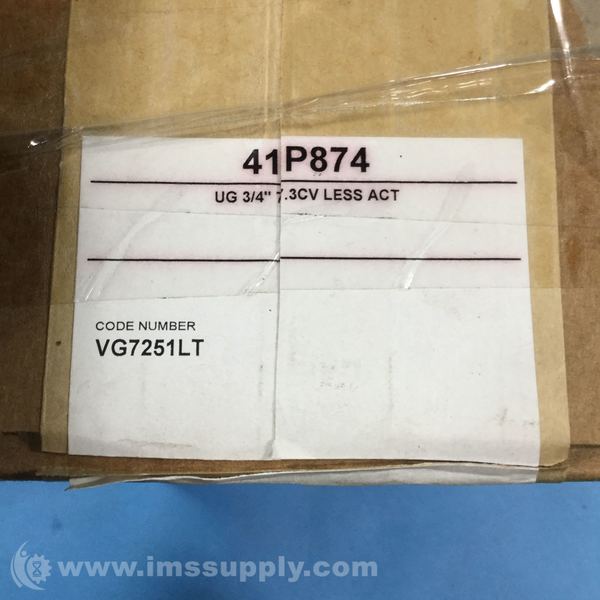 41P874
UG 3/4" 7.3CV LESS ACT
CODE NUMBER
VG7251LT
www.imssupply.com